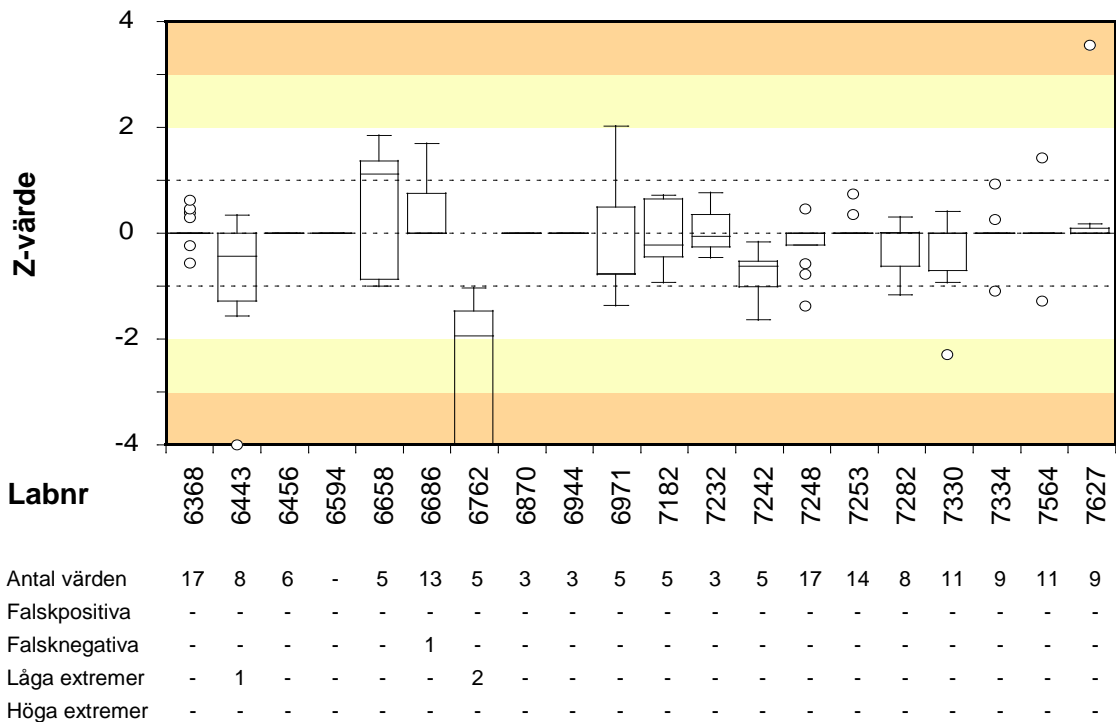 4
2
0
-2
-4
Z-värde
Labnr 6368 6443 6456 6594 6658 6686 6762 6870 6944 6971 7182 7232 7242 7248 7253 7282 7330 7334 7564 7627
Antal värden 17 8 6 - 5 13 5 3 3 5 5 3 5 17 14 8 11 9 11 9
Falskpositiva - - - - - - - - - - - - - - - - - - - -
Falsknegativa - - - - - 1 - - - - - - - - - - - - - -
Låga extremer - 1 - - - - 2 - - - - - - - - - - - - -
Höga extremer - - - - - - - - - - - - - - - - - - - -